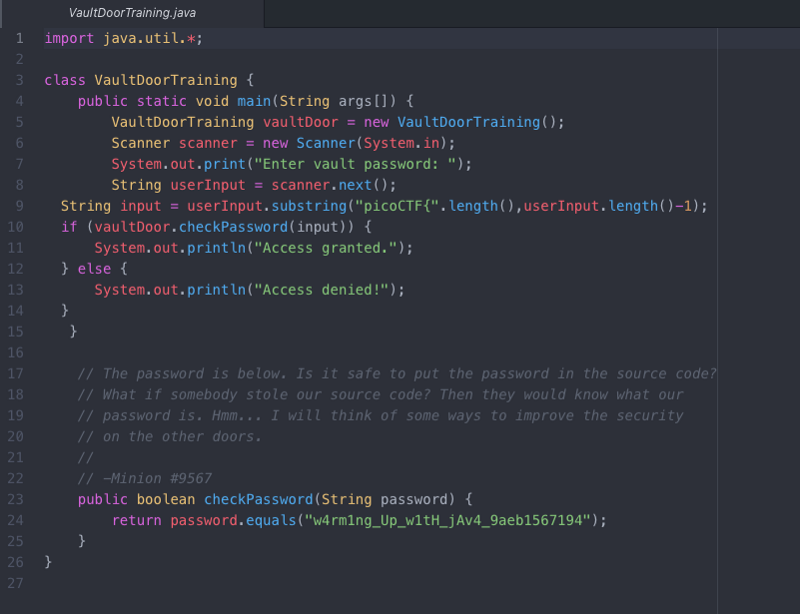 VaultDoorTraining.java
1 import java.util.*;
2
3 class VaultDoorTraining {
4     public static void main(String args[]) {
5         VaultDoorTraining vaultDoor = new VaultDoorTraining();
6         Scanner scanner = new Scanner(System.in);
7         System.out.print("Enter vault password: ");
8         String userInput = scanner.next();
9   String input = userInput.substring("picoCTF{".length(),userInput.length()-1);
10   if (vaultDoor.checkPassword(input)) {
11       System.out.println("Access granted.");
12   } else {
13       System.out.println("Access denied!");
14   }
15    }
16
17     // The password is below. Is it safe to put the password in the source code?
18     // What if somebody stole our source code? Then they would know what our
19     // password is. Hmm... I will think of some ways to improve the security
20     // on the other doors.
21     //
22     // -Minion #9567
23     public boolean checkPassword(String password) {
24         return password.equals("w4rm1ng_Up_w1tH_jAv4_9aeb1567194");
25     }
26 }
27